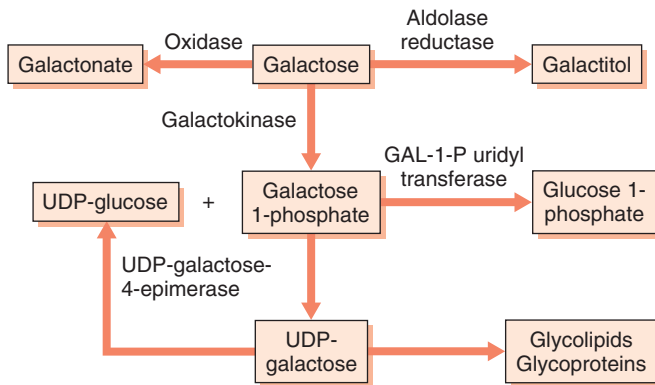 Oxidase
Aldolase
reductase
Galactonate
Galactose
Galactitol
Galactokinase
GAL-1-P uridyl
transferase
UDP-glucose
+
Galactose
1-phosphate
Glucose 1-
phosphate
UDP-galactose-
4-epimerase
UDP-
galactose
Glycolipids
Glycoproteins